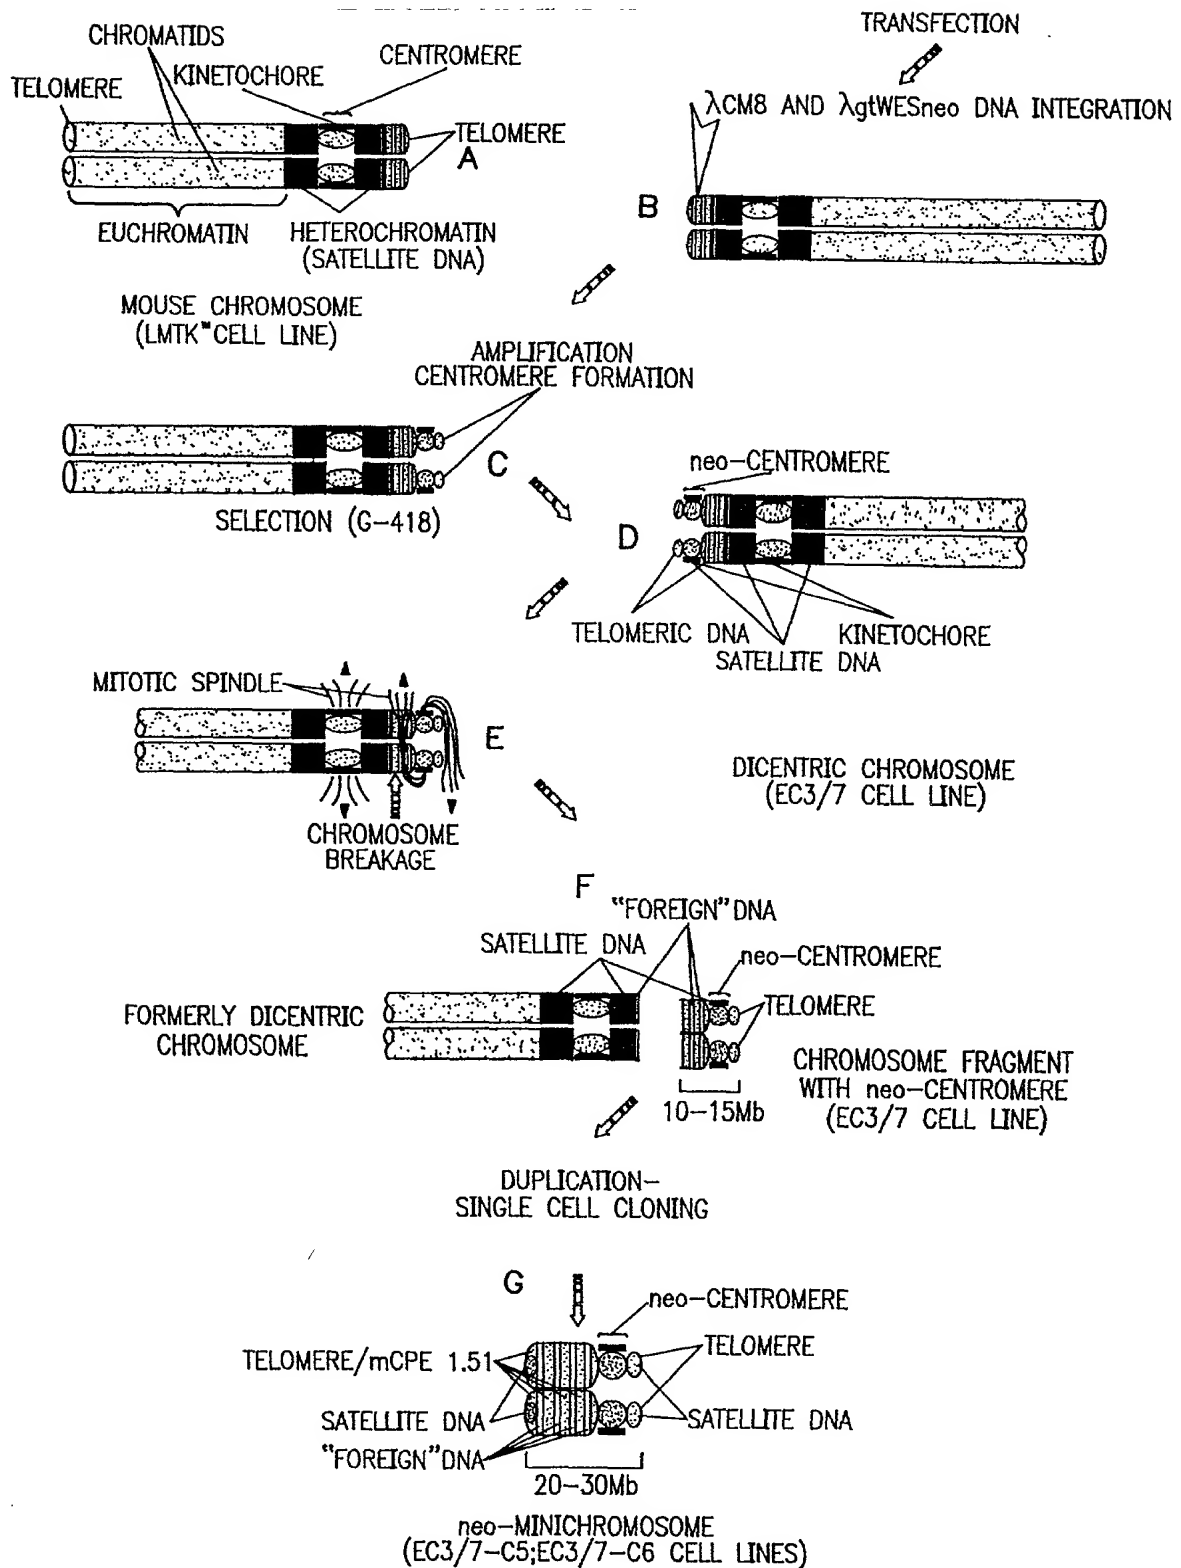 CHROMATIDS
TELOMERE
KINETOCHORE
CENTROMERE
TELOMERE
A
EUCHROMATIN
HETEROCHROMATIN
(SATELLITE DNA)
MOUSE CHROMOSOME
(LMTK⁻ CELL LINE)
TRANSFECTION
λCM8 AND λgtWESneo DNA INTEGRATION
B
AMPLIFICATION
CENTROMERE FORMATION
C
SELECTION (G-418)
neo-CENTROMERE
D
TELOMERIC DNA
KINETOCHORE
SATELLITE DNA
MITOTIC SPINDLE
E
CHROMOSOME
BREAKAGE
DICENTRIC CHROMOSOME
(EC3/7 CELL LINE)
F
"FOREIGN" DNA
SATELLITE DNA
neo-CENTROMERE
TELOMERE
FORMERLY DICENTRIC
CHROMOSOME
10-15Mb
CHROMOSOME FRAGMENT
WITH neo-CENTROMERE
(EC3/7 CELL LINE)
DUPLICATION-
SINGLE CELL CLONING
G
neo-CENTROMERE
TELOMERE/mCPE 1.51
TELOMERE
SATELLITE DNA
SATELLITE DNA
"FOREIGN" DNA
20-30Mb
neo-MINICHROMOSOME
(EC3/7-C5;EC3/7-C6 CELL LINES)